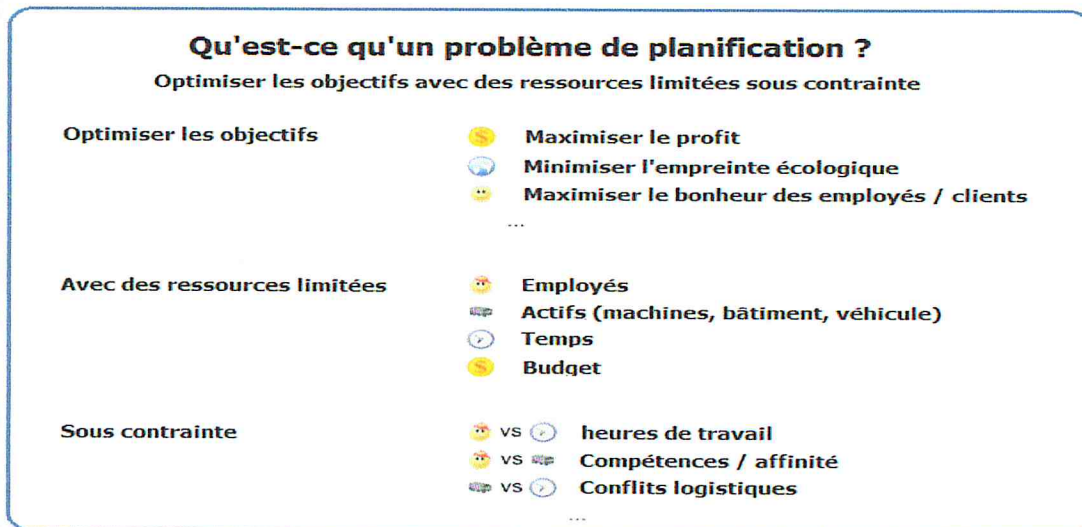 Qu'est-ce qu'un problème de planification ?
Optimiser les objectifs avec des ressources limitées sous contrainte
Optimiser les objectifs
$ Maximiser le profit
Minimiser l'empreinte écologique
Maximiser le bonheur des employés / clients
...
Avec des ressources limitées
Employés
Actifs (machines, bâtiment, véhicule)
Temps
$ Budget
Sous contrainte
vs heures de travail
vs Compétences / affinité
vs Conflits logistiques
...